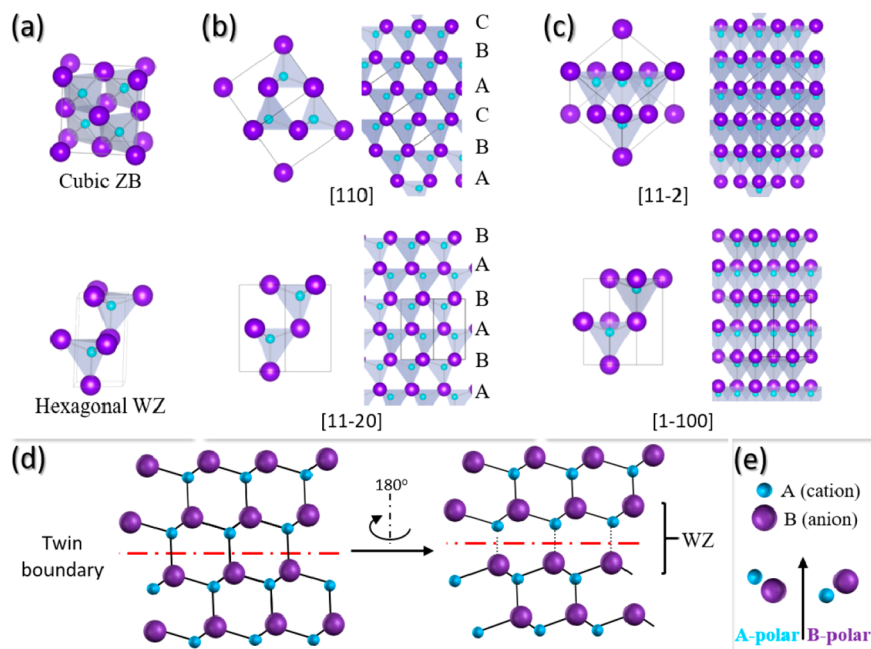 (a)
(b)
(c)
C
B
A
C
B
A
Cubic ZB
[110]
[11-2]
B
A
B
A
B
A
Hexagonal WZ
[11-20]
[1-100]
(d)
(e)
180°
A (cation)
B (anion)
Twin
boundary
WZ
A-polar
B-polar